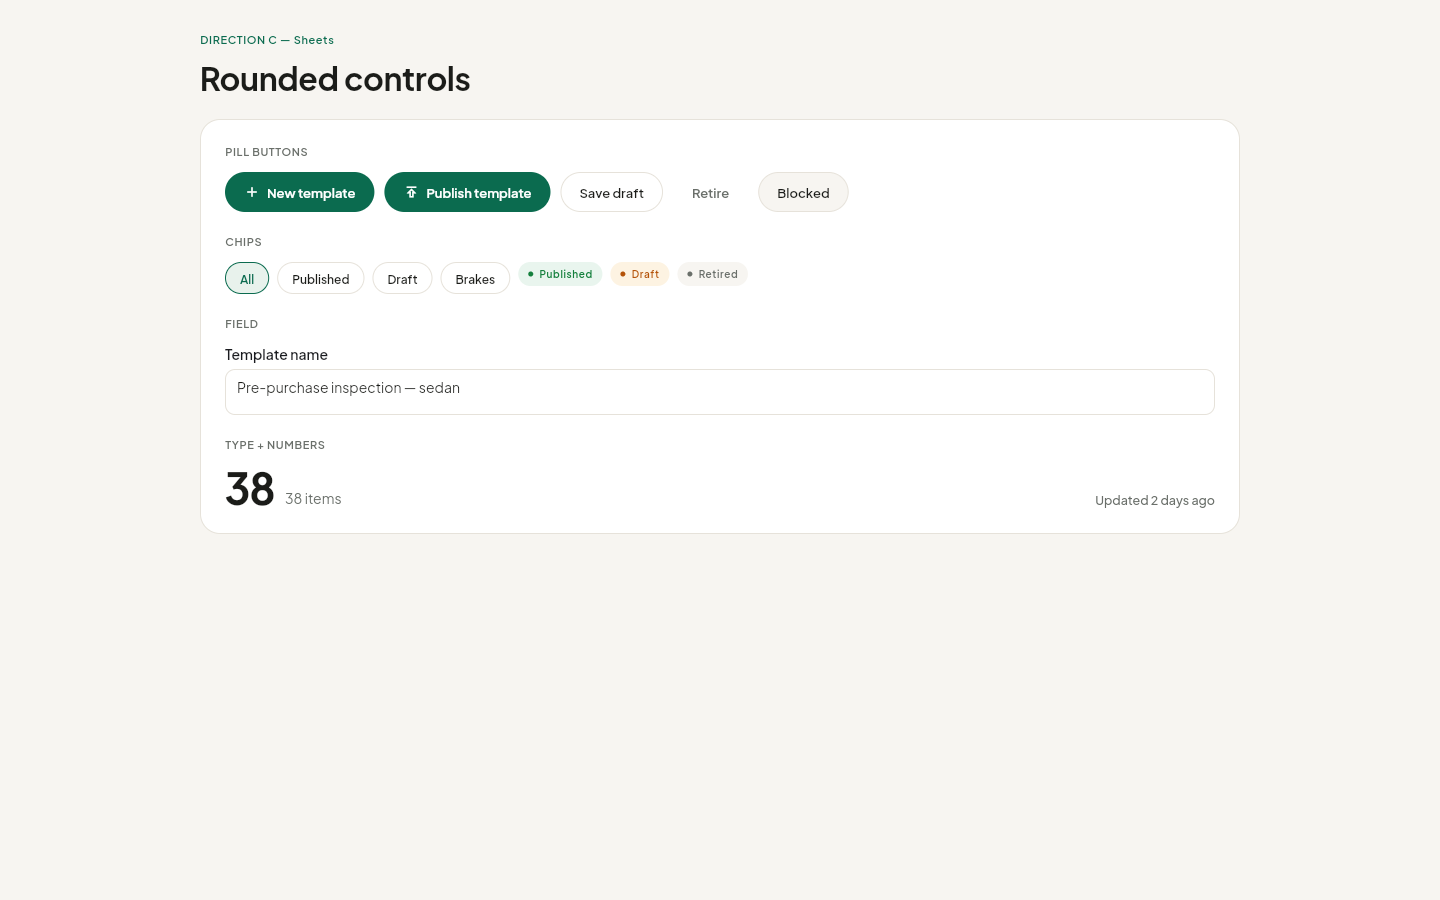 DIRECTION C — Sheets
Rounded controls
PILL BUTTONS
New template Publish template Save draft Retire Blocked
CHIPS
All Published Draft Brakes Published Draft Retired
FIELD
Template name
Pre-purchase inspection — sedan
TYPE + NUMBERS
38 38 items Updated 2 days ago